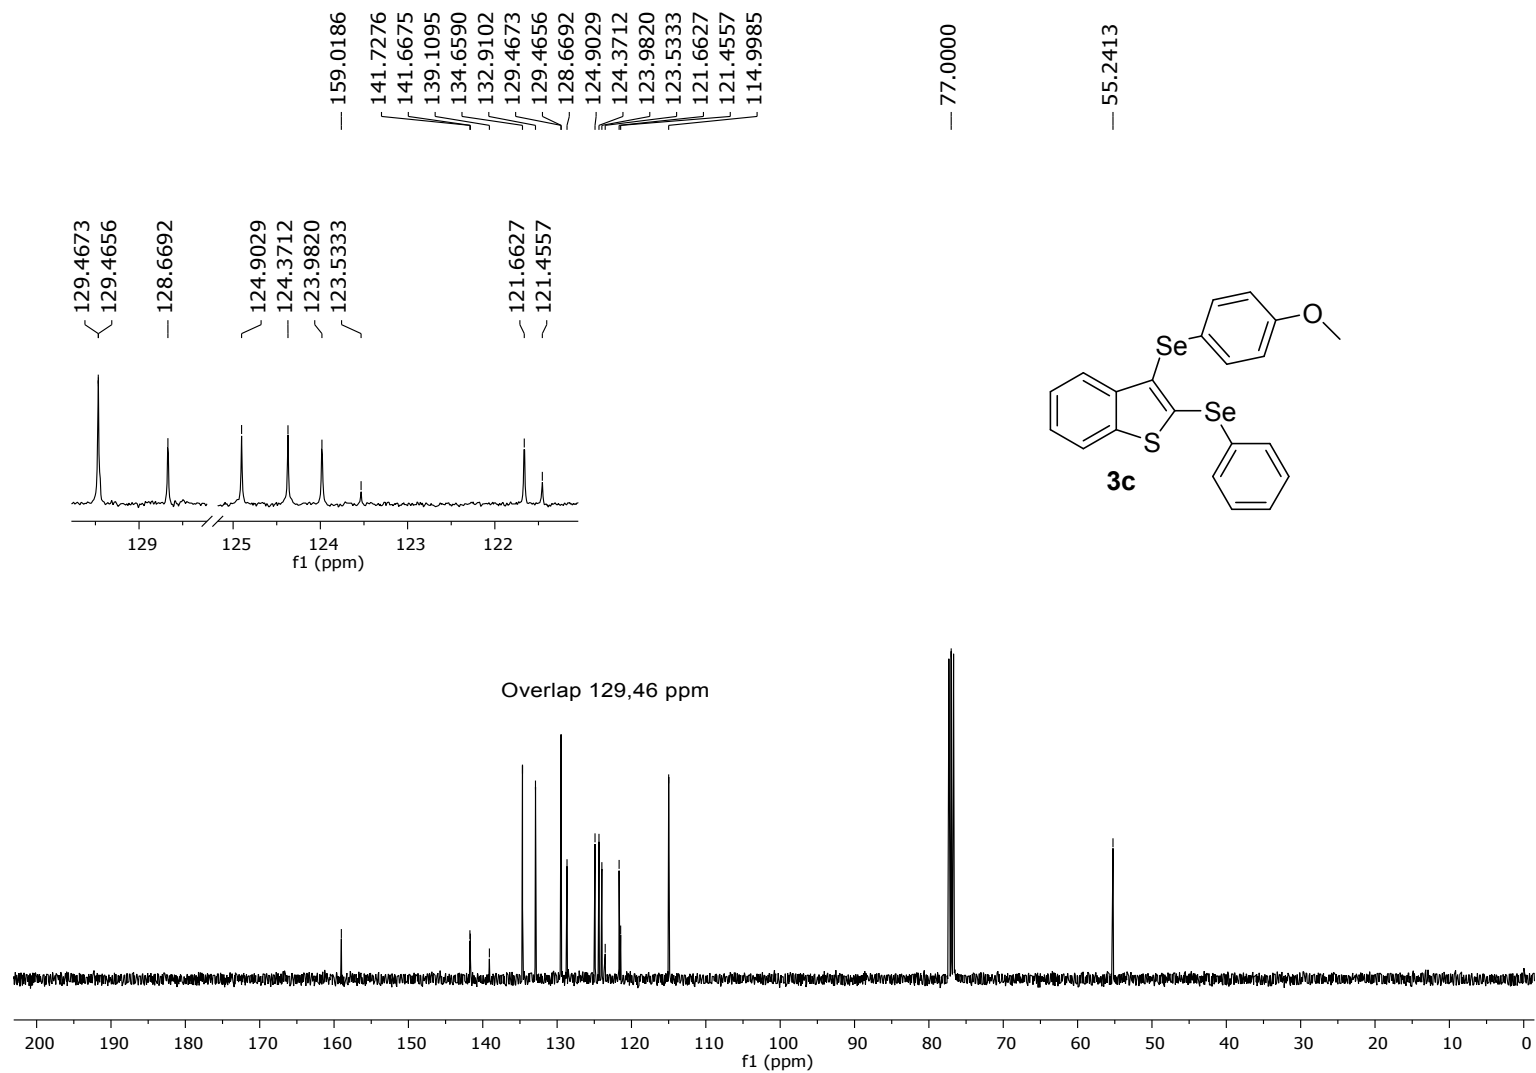 159.0186
141.7276
141.6675
139.1095
134.6590
132.9102
129.4673
129.4656
128.6692
124.9029
124.3712
123.9820
123.5333
121.6627
121.4557
114.9985
77.0000
55.2413
129.4673
129.4656
128.6692
124.9029
124.3712
123.9820
123.5333
121.6627
121.4557
129 125 124 123 122
f1 (ppm)
O
Se
Se
S
3c
Overlap 129,46 ppm
200 190 180 170 160 150 140 130 120 110 100 90 80 70 60 50 40 30 20 10 0
f1 (ppm)